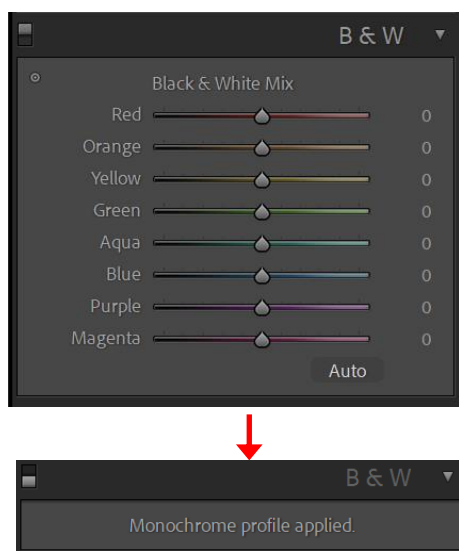 B & W
Black & White Mix
Red 0
Orange 0
Yellow 0
Green 0
Aqua 0
Blue 0
Purple 0
Magenta 0
Auto
B & W
Monochrome profile applied.